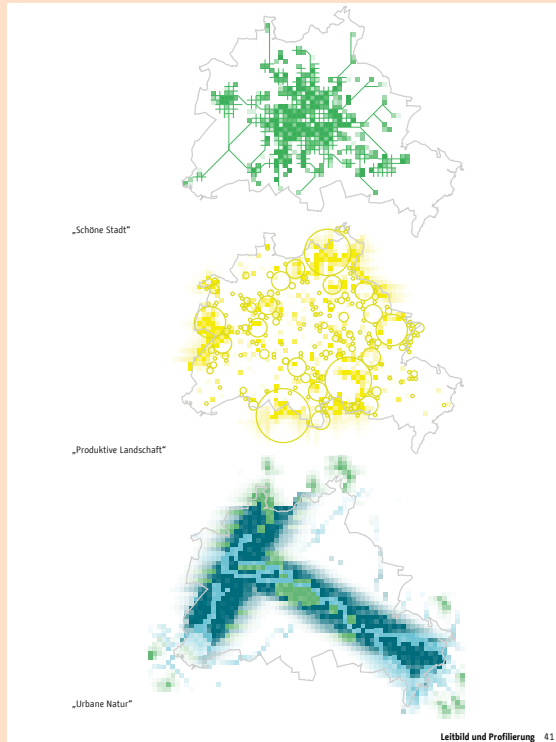 „Schöne Stadt“
„Produktive Landschaft“
„Urbane Natur“
Leitbild und Profilierung 41